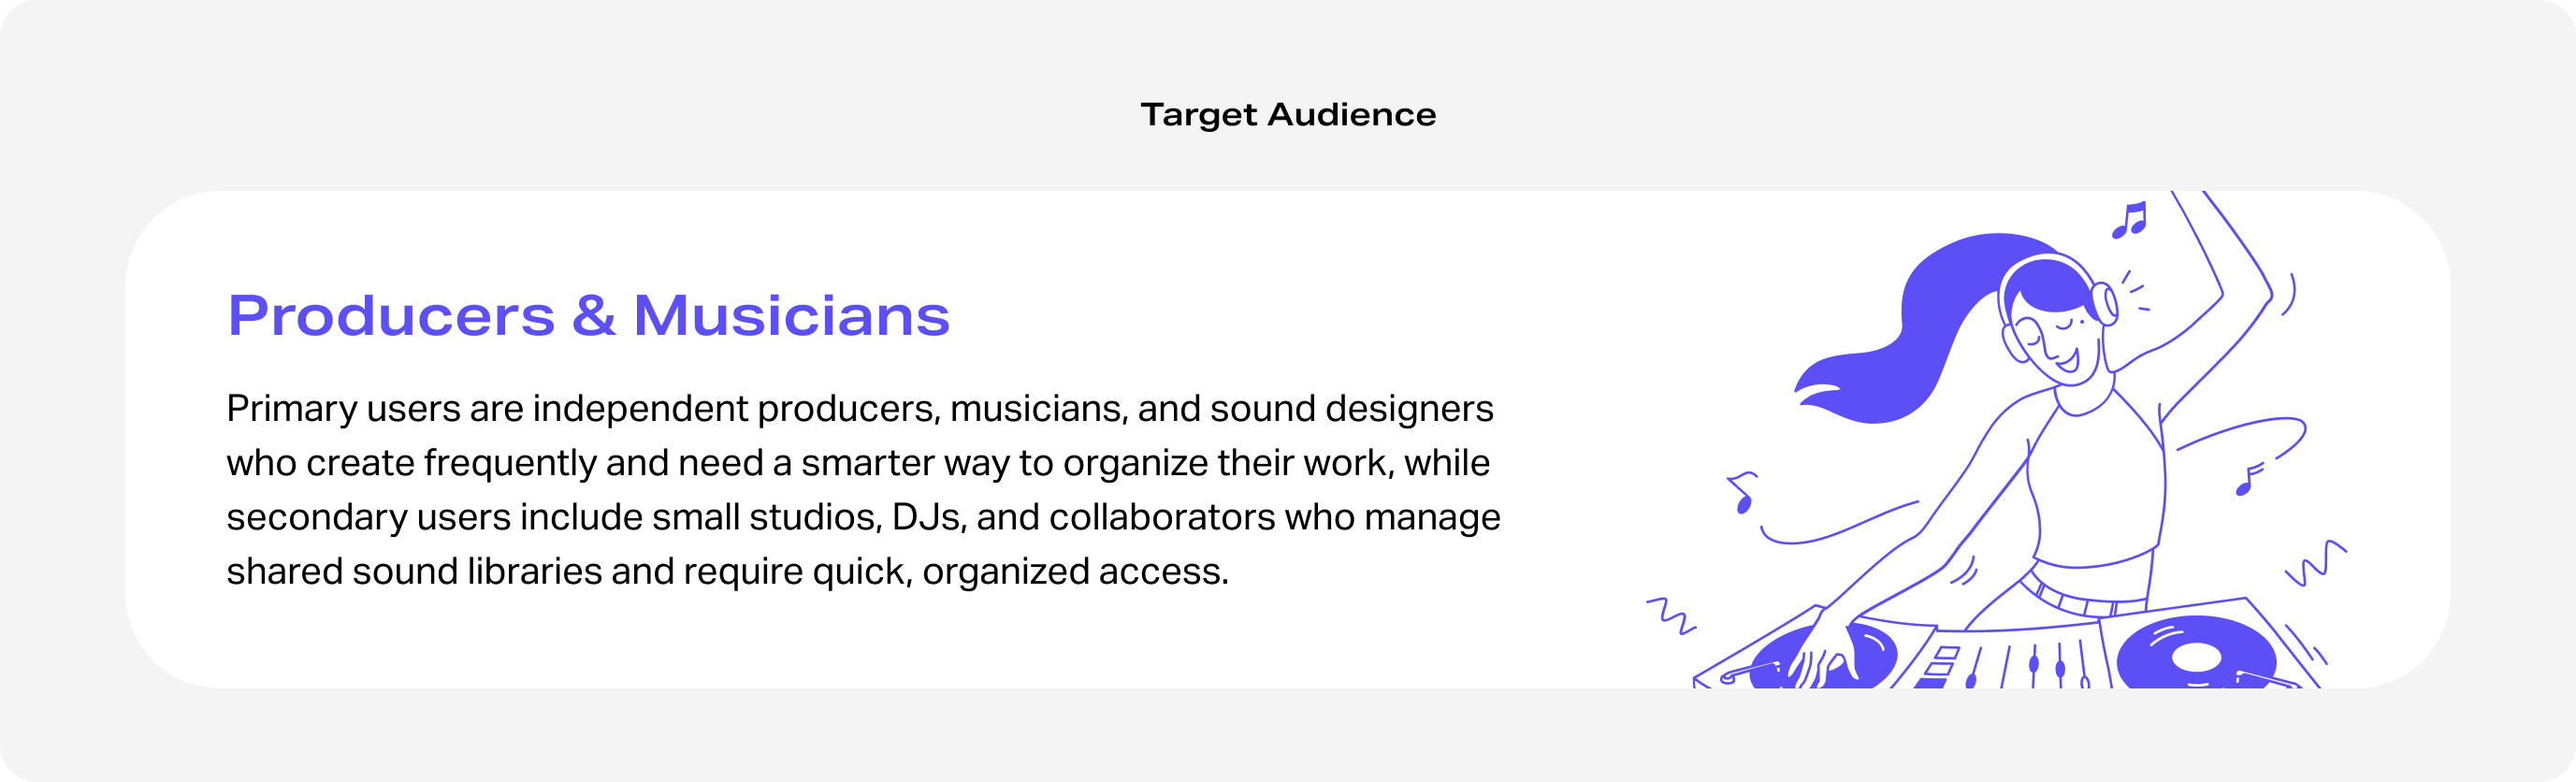 Target Audience
Producers & Musicians
Primary users are independent producers, musicians, and sound designers
who create frequently and need a smarter way to organize their work, while
secondary users include small studios, DJs, and collaborators who manage
shared sound libraries and require quick, organized access.